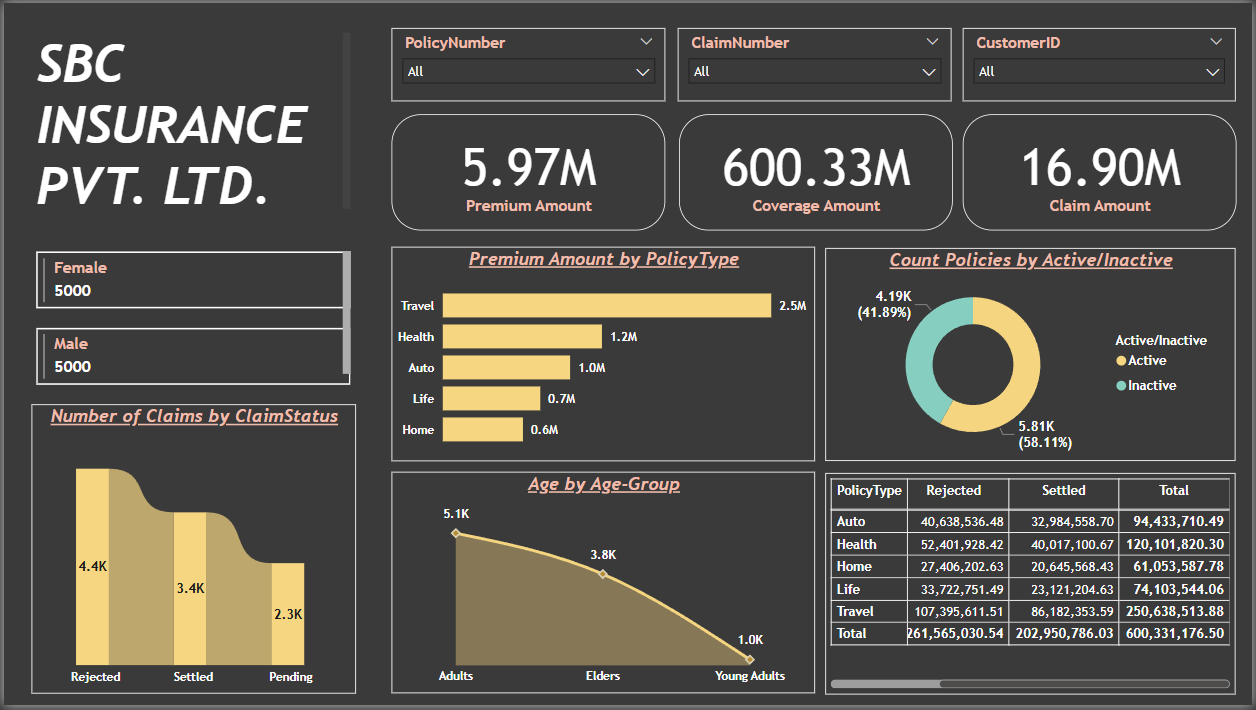 SBC
INSURANCE
PVT. LTD.
PolicyNumber
All
ClaimNumber
All
CustomerID
All
5.97M
Premium Amount
600.33M
Coverage Amount
16.90M
Claim Amount
Female
5000
Male
5000
Number of Claims by ClaimStatus
4.4K
3.4K
2.3K
Rejected Settled Pending
Premium Amount by PolicyType
Travel 2.5M
Health 1.2M
Auto 1.0M
Life 0.7M
Home 0.6M
Count Policies by Active/Inactive
4.19K
(41.89%)
5.81K
(58.11%)
Active/Inactive
Active
Inactive
Age by Age-Group
5.1K
3.8K
1.0K
Adults Elders Young Adults
PolicyType Rejected Settled Total
Auto 40,638,536.48 32,984,558.70 94,433,710.49
Health 52,401,928.42 40,017,100.67 120,101,820.30
Home 27,406,202.63 20,645,568.43 61,053,587.78
Life 33,722,751.49 23,121,204.63 74,103,544.06
Travel 107,395,611.51 86,182,353.59 250,638,513.88
Total 261,565,030.54 202,950,786.03 600,331,176.50